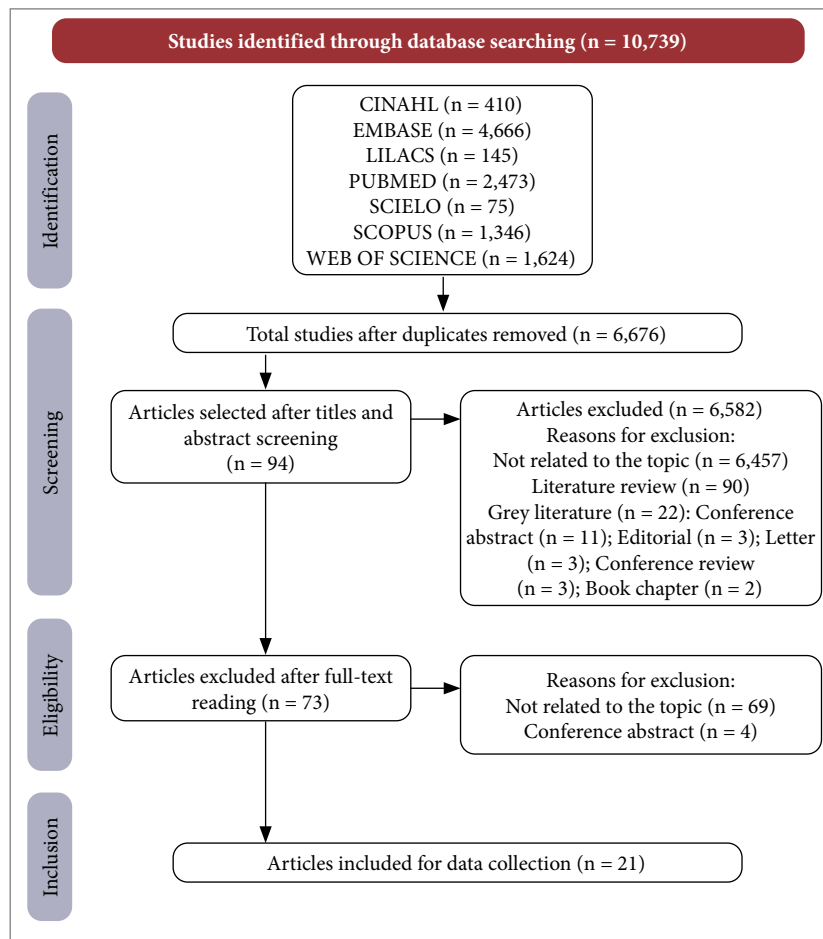 Studies identified through database searching (n = 10,739)
Identification
CINAHL (n = 410)
EMBASE (n = 4,666)
LILACS (n = 145)
PUBMED (n = 2,473)
SCIELO (n = 75)
SCOPUS (n = 1,346)
WEB OF SCIENCE (n = 1,624)
Screening
Total studies after duplicates removed (n = 6,676)
Articles selected after titles and
abstract screening
(n = 94)
Articles excluded (n = 6,582)
Reasons for exclusion:
Not related to the topic (n = 6,457)
Literature review (n = 90)
Grey literature (n = 22): Conference
abstract (n = 11); Editorial (n = 3); Letter
(n = 3); Conference review
(n = 3); Book chapter (n = 2)
Eligibility
Articles excluded after full-text
reading (n = 73)
Reasons for exclusion:
Not related to the topic (n = 69)
Conference abstract (n = 4)
Inclusion
Articles included for data collection (n = 21)